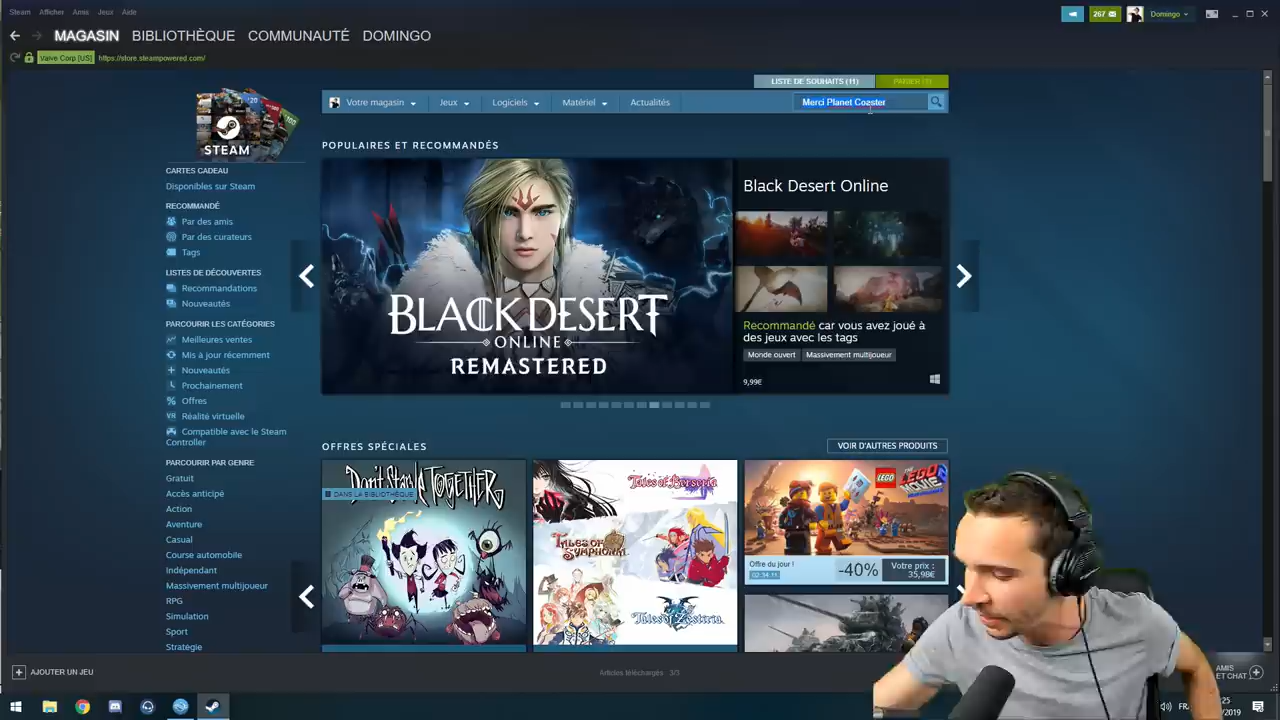 Steam Afficher Amis Jeux Aide
267
Domingo
MAGASIN BIBLIOTHÈQUE COMMUNAUTÉ DOMINGO
Valve Corp [US] https://store.steampowered.com/
LISTE DE SOUHAITS (11) PANIER (1)
Votre magasin Jeux Logiciels Matériel Actualités
Merci Planet Coaster
STEAM
CARTES CADEAU
Disponibles sur Steam
RECOMMANDÉ
Par des amis
Par des curateurs
Tags
LISTES DE DÉCOUVERTES
Recommandations
Nouveautés
PARCOURIR LES CATÉGORIES
Meilleures ventes
Mis à jour récemment
Nouveautés
Prochainement
Offres
VR Réalité virtuelle
Compatible avec le Steam
Controller
PARCOURIR PAR GENRE
Gratuit
Accès anticipé
Action
Aventure
Casual
Course automobile
Indépendant
Massivement multijoueur
RPG
Simulation
Sport
Stratégie
POPULAIRES ET RECOMMANDÉS
BLACK DESERT
ONLINE
REMASTERED
Black Desert Online
Recommandé car vous avez joué à
des jeux avec les tags
Monde ouvert Massivement multijoueur
9,99€
OFFRES SPÉCIALES
VOIR D'AUTRES PRODUITS
Don't Starve TOGETHER
DANS LA BIBLIOTHÈQUE
Tales of Berseria
TALES OF SYMPHONIA
Tales of Zestiria
LEGO
THE LEGO MOVIE 2
Offre du jour !
-40%
Votre prix :
35,98€
AJOUTER UN JEU
Articles téléchargés 3/3
AMIS
ET CHAT
FR
25
/2019